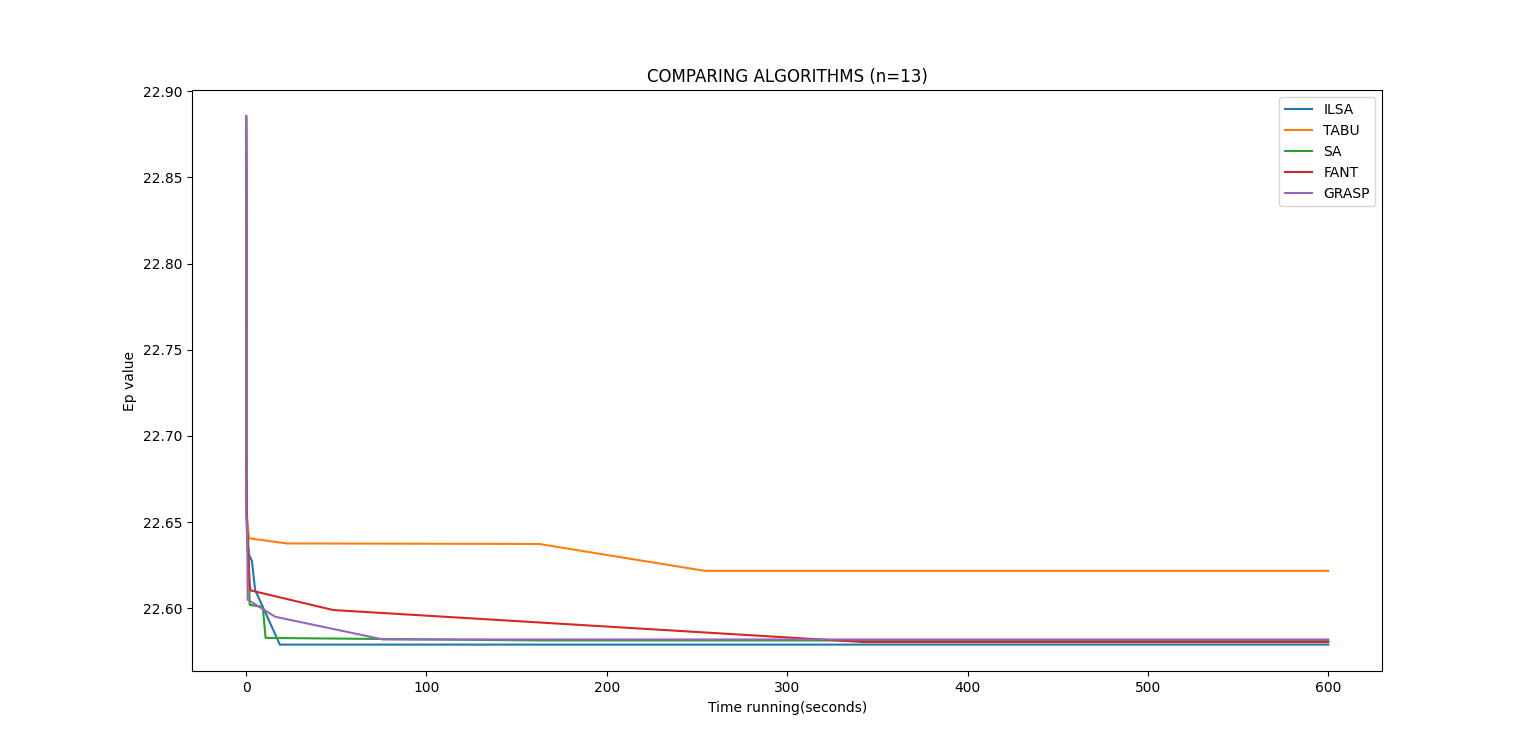 COMPARING ALGORITHMS (n=13)
22.90
22.85
22.80
22.75
22.70
22.65
22.60
Ep value
ILSA
TABU
SA
FANT
GRASP
0
100
200
300
400
500
600
Time running(seconds)